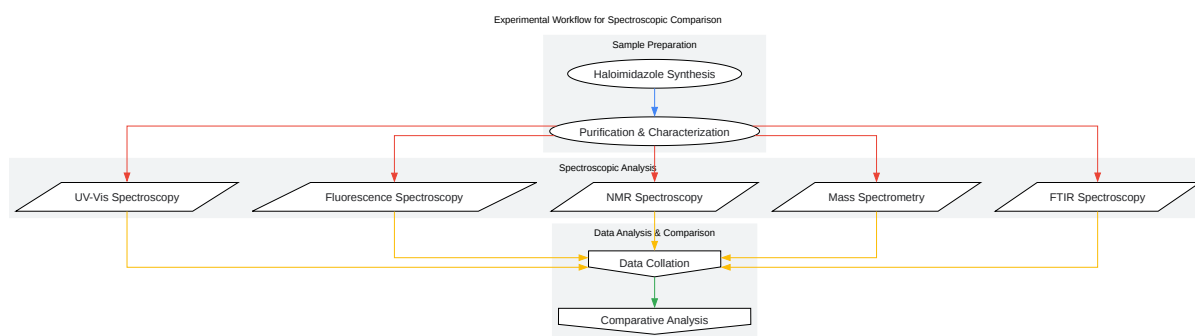 Experimental Workflow for Spectroscopic Comparison
Sample Preparation
Haloimidazole Synthesis
Purification & Characterization
Spectroscopic Analysis
UV-Vis Spectroscopy
Fluorescence Spectroscopy
NMR Spectroscopy
Mass Spectrometry
FTIR Spectroscopy
Data Analysis & Comparison
Data Collation
Comparative Analysis